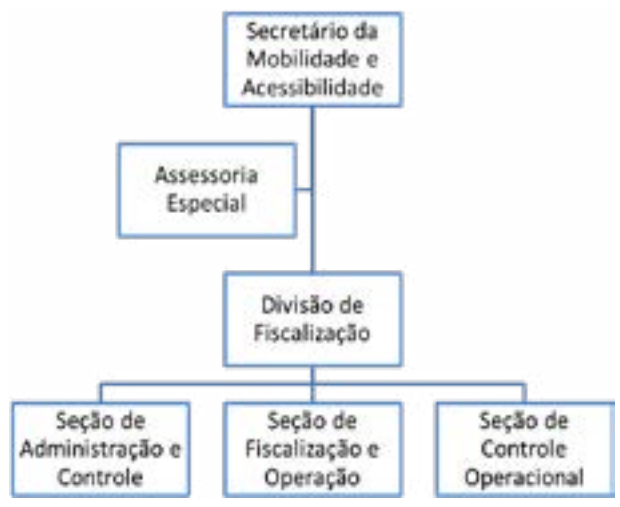 Secretário da
Mobilidade e
Acessibilidade
Assessoria
Especial
Divisão de
Fiscalização
Seção de
Administração e
Controle
Seção de
Fiscalização e
Operação
Seção de
Controle
Operacional